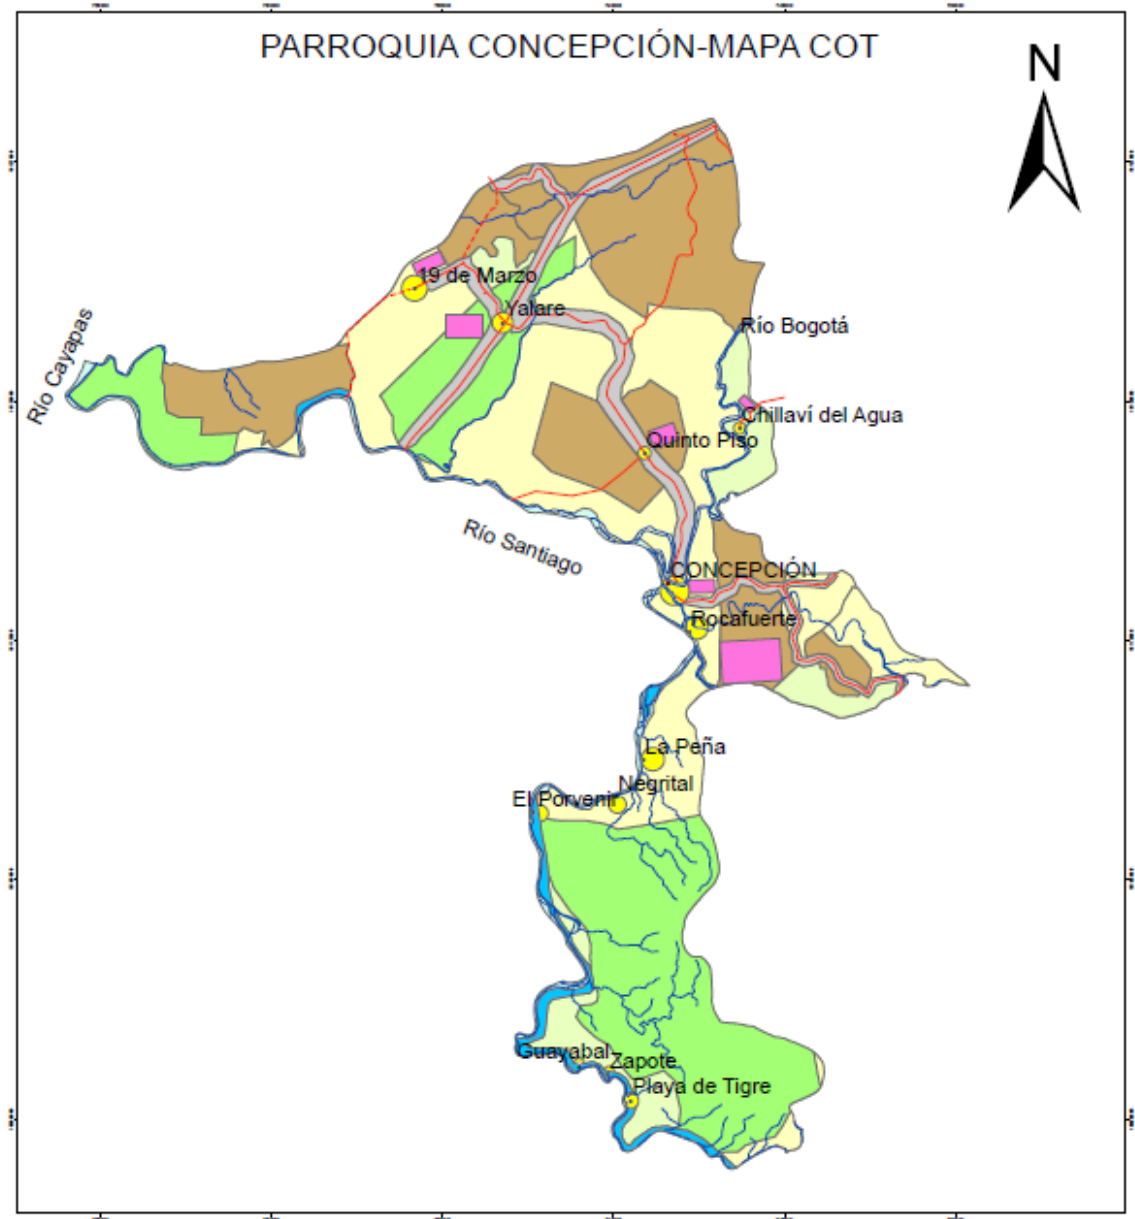 PARROQUIA CONCEPCIÓN-MAPA COT
N
19 de Marzo
Yalare
Río Bogotá
Río Cayapas
Chillaví del Agua
Quinto Piso
Río Santiago
CONCEPCIÓN
Rocafuerte
La Peña
Negrital
El Porvenir
Guayabal
Zapote
Playa de Tigre